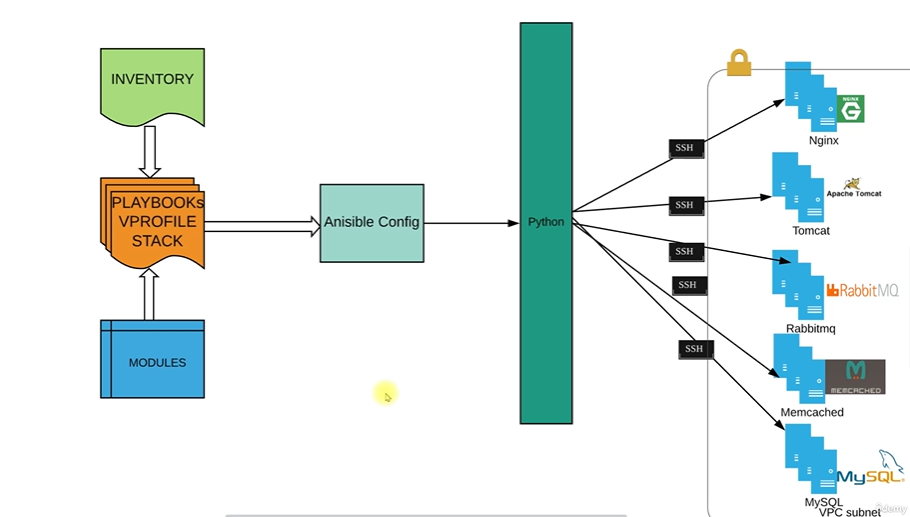 INVENTORY
PLAYBOOKs
VPROFILE
STACK
MODULES
Anisible Config
Python
SSH
SSH
SSH
SSH
SSH
NGINX
G
Nginx
Apache Tomcat
Tomcat
RabbitMQ
Rabbitmq
M
MEMCACHED
Memcached
MySQL
MySQL
VPC subnet